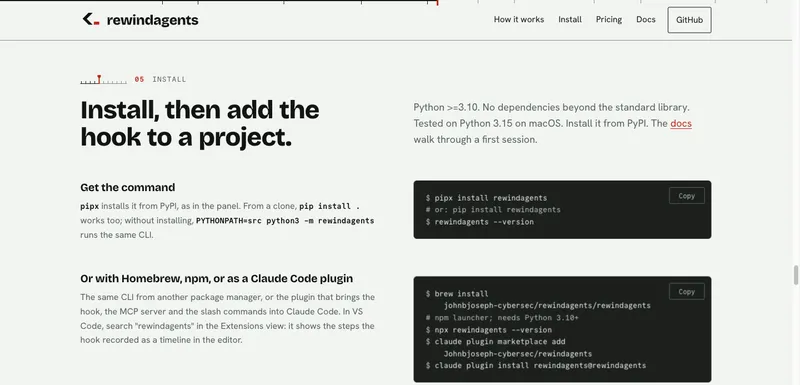 rewindagents
How it works
Install
Pricing
Docs
GitHub
05 INSTALL
Install, then add the
hook to a project.
Python >=3.10. No dependencies beyond the standard library.
Tested on Python 3.15 on macOS. Install it from PyPI. The docs
walk through a first session.
Get the command
pipx installs it from PyPI, as in the panel. From a clone, pip install .
works too; without installing, PYTHONPATH=src python3 -m rewindagents
runs the same CLI.
Copy
$ pipx install rewindagents
# or: pip install rewindagents
$ rewindagents --version
Or with Homebrew, npm, or as a Claude Code plugin
The same CLI from another package manager, or the plugin that brings the
hook, the MCP server and the slash commands into Claude Code. In VS
Code, search "rewindagents" in the Extensions view: it shows the steps the
hook recorded as a timeline in the editor.
Copy
$ brew install
johnbjoseph-cybersec/rewindagents/rewindagents
# npm launcher; needs Python 3.10+
$ npx rewindagents --version
$ claude plugin marketplace add
Johnbjoseph-cybersec/rewindagents
$ claude plugin install rewindagents@rewindagents